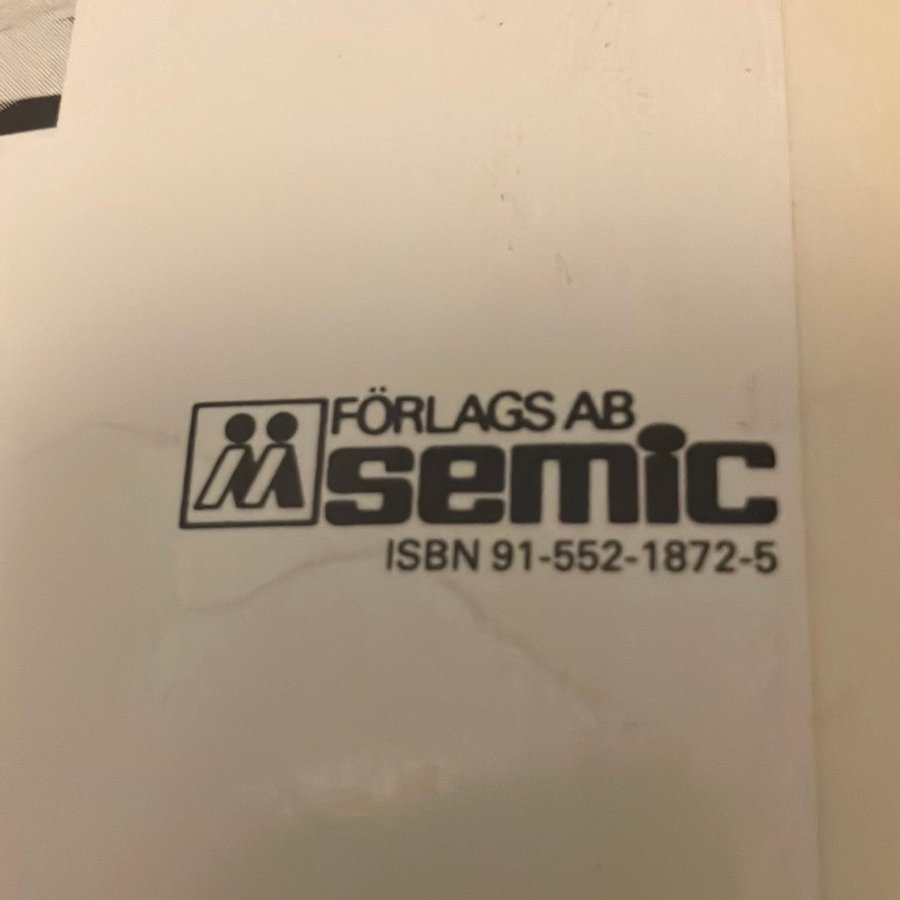 FÖRLAGS AB
semic
ISBN 91-552-1872-5